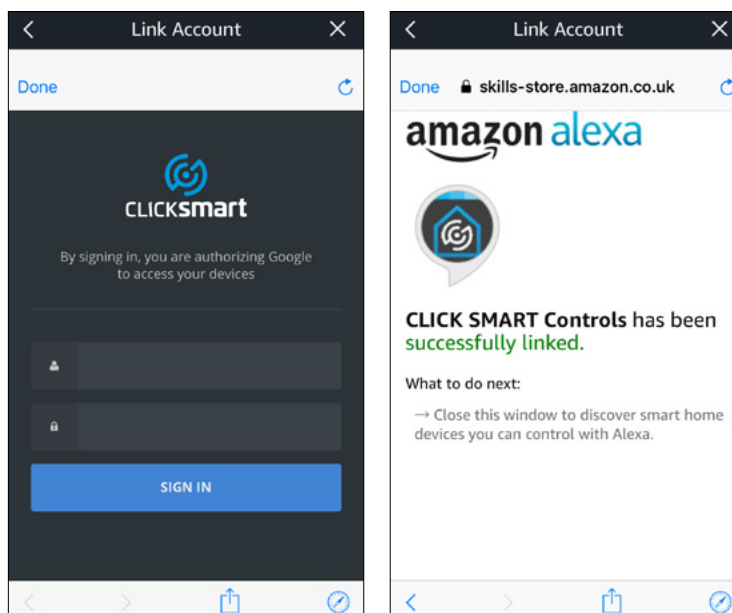 Link Account
Done
CLICKsmart
By signing in, you are authorizing Google
to access your devices
SIGN IN
Link Account
Done skills-store.amazon.co.uk
amazon alexa
CLICK SMART Controls has been
successfully linked.
What to do next:
→ Close this window to discover smart home
devices you can control with Alexa.